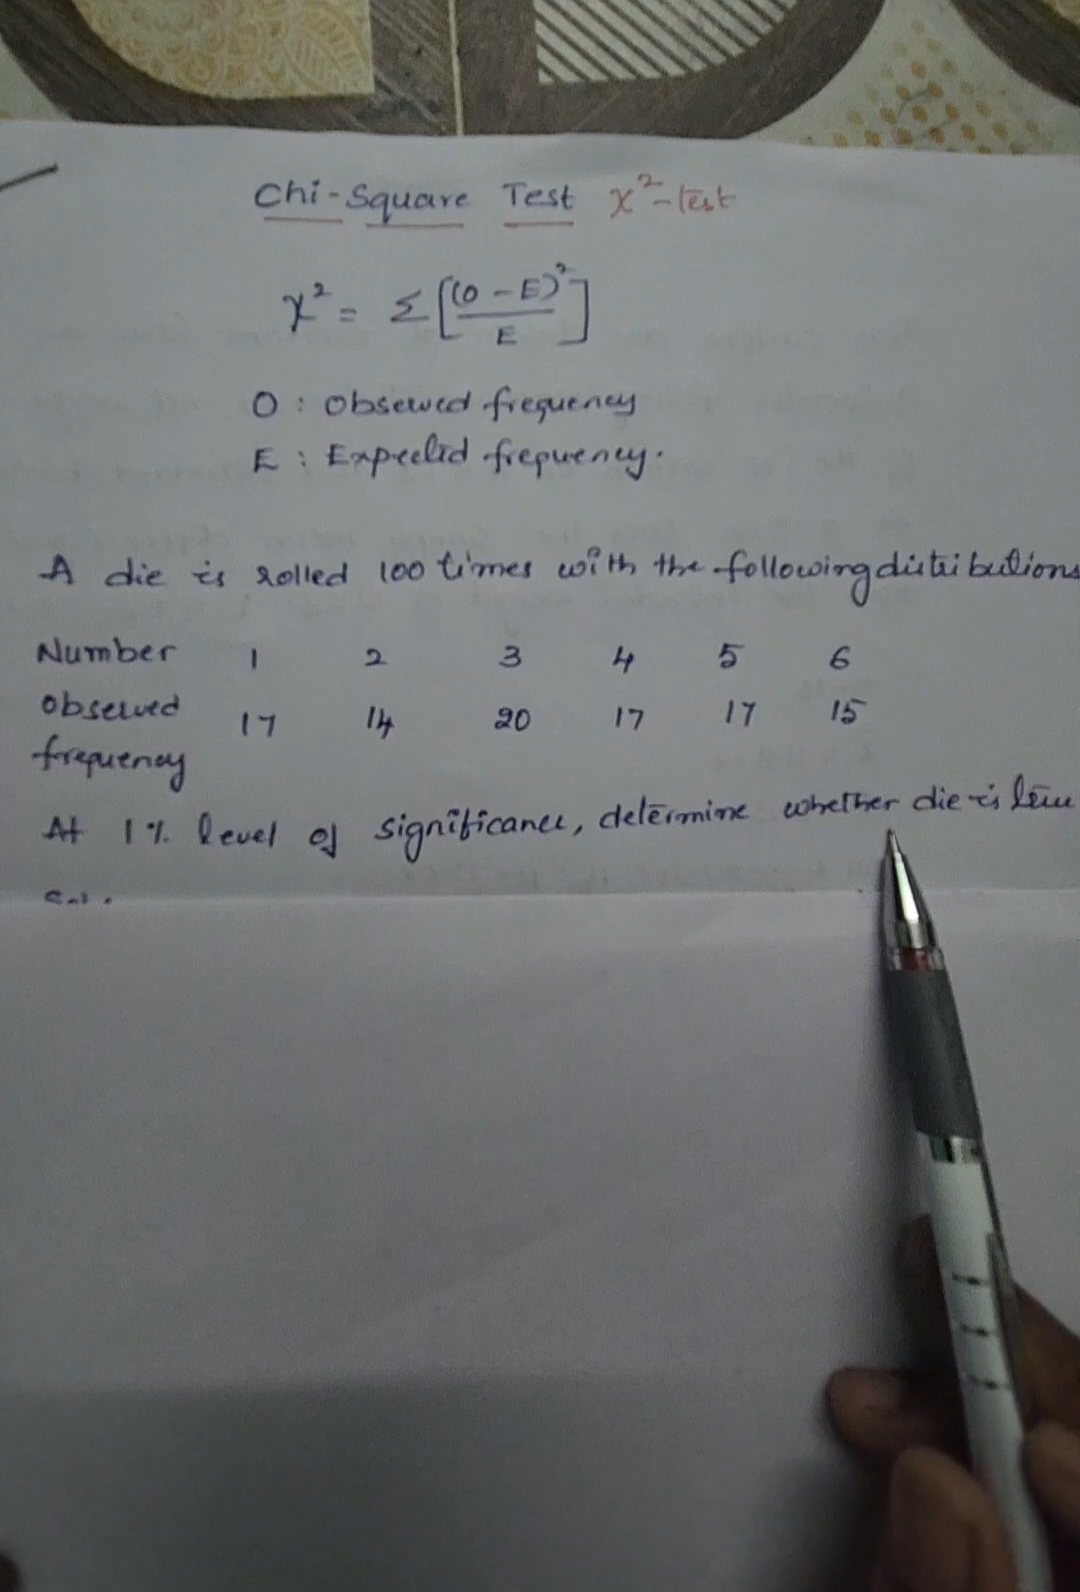 Chi-Square Test χ²-test
χ² = Σ[(O-E)²/E]
O : Observed frequency
E : Expected frequency.
A die is rolled 100 times with the following distributions
Number 1 2 3 4 5 6
Observed 17 14 20 17 17 15
frequency
At 1% level of significance, determine whether die is true